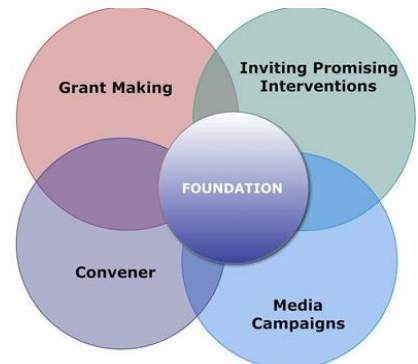 Grant Making
Inviting Promising
Interventions
FOUNDATION
Convener
Media
Campaigns